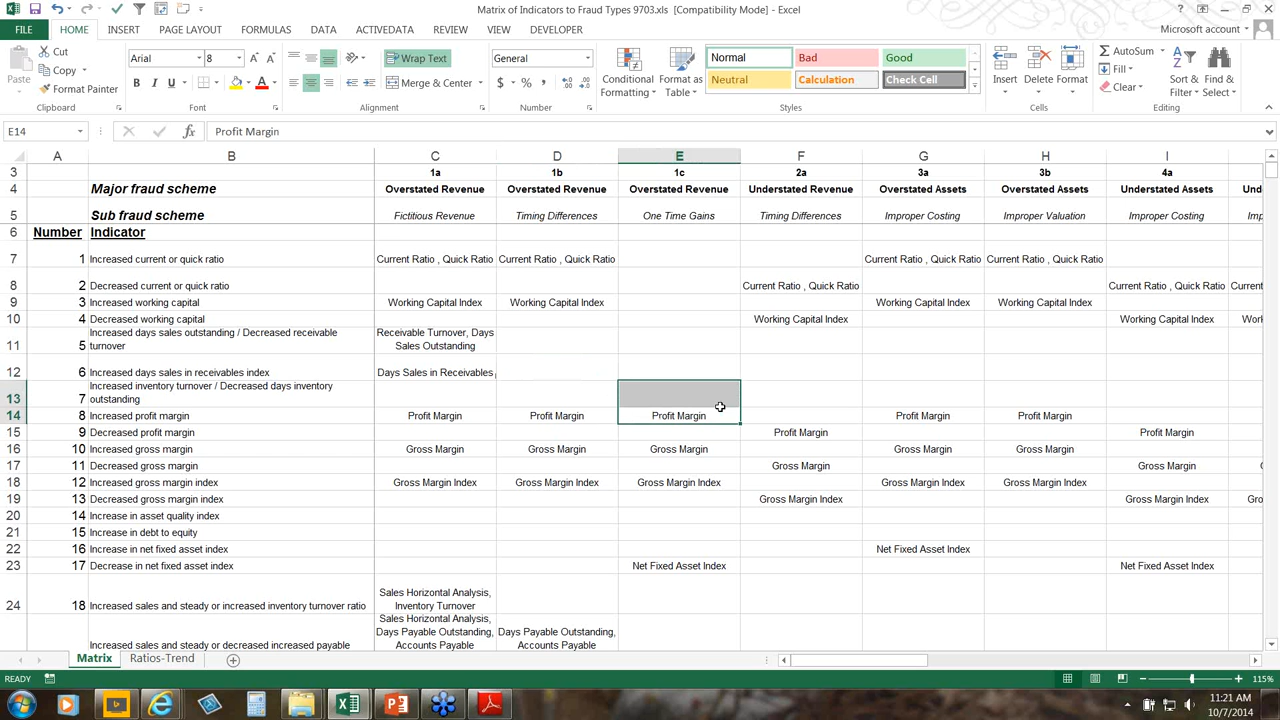 Matrix of Indicators to Fraud Types 9703.xls [Compatibility Mode] - Excel
FILE HOME INSERT PAGE LAYOUT FORMULAS DATA ACTIVEDATA REVIEW VIEW DEVELOPER Microsoft account
Paste Cut Copy Format Painter
Clipboard
Arial 8
B I U
Font
Wrap Text
Merge & Center
Alignment
General
$ % ,
Number
Conditional Formatting
Format as Table
Normal Bad Good
Neutral Calculation Check Cell
Styles
Insert Delete Format
Cells
AutoSum
Fill
Clear
Sort & Filter
Find & Select
Editing
E14 fx Profit Margin
A B C D E F G H I
3 1a 1b 1c 2a 3a 3b 4a
4 Major fraud scheme Overstated Revenue Overstated Revenue Overstated Revenue Understated Revenue Overstated Assets Overstated Assets Understated Assets Und
5 Sub fraud scheme Fictitious Revenue Timing Differences One Time Gains Timing Differences Improper Costing Improper Valuation Improper Costing Imp
6 Number Indicator
7 1 Increased current or quick ratio Current Ratio , Quick Ratio Current Ratio , Quick Ratio Current Ratio , Quick Ratio Current Ratio , Quick Ratio
8 2 Decreased current or quick ratio Current Ratio , Quick Ratio Current Ratio , Quick Ratio Curren
9 3 Increased working capital Working Capital Index Working Capital Index Working Capital Index Working Capital Index
10 4 Decreased working capital Working Capital Index Working Capital Index Work
11 5 Increased days sales outstanding / Decreased receivable turnover Receivable Turnover, Days Sales Outstanding
12 6 Increased days sales in receivables index Days Sales in Receivables
13 7 Increased inventory turnover / Decreased days inventory outstanding
14 8 Increased profit margin Profit Margin Profit Margin Profit Margin Profit Margin Profit Margin
15 9 Decreased profit margin Profit Margin Profit Margin
16 10 Increased gross margin Gross Margin Gross Margin Gross Margin Gross Margin Gross Margin
17 11 Decreased gross margin Gross Margin Gross Margin G
18 12 Increased gross margin index Gross Margin Index Gross Margin Index Gross Margin Index Gross Margin Index Gross Margin Index
19 13 Decreased gross margin index Gross Margin Index Gross Margin Index Gro
20 14 Increase in asset quality index
21 15 Increase in debt to equity
22 16 Increase in net fixed asset index Net Fixed Asset Index
23 17 Decrease in net fixed asset index Net Fixed Asset Index Net Fixed Asset Index
24 18 Increased sales and steady or increased inventory turnover ratio Sales Horizontal Analysis, Inventory Turnover
Increased sales and steady or decreased increased payable Sales Horizontal Analysis, Days Payable Outstanding, Accounts Payable Days Payable Outstanding, Accounts Payable
Matrix Ratios-Trend
READY 115%
11:21 AM
10/7/2014